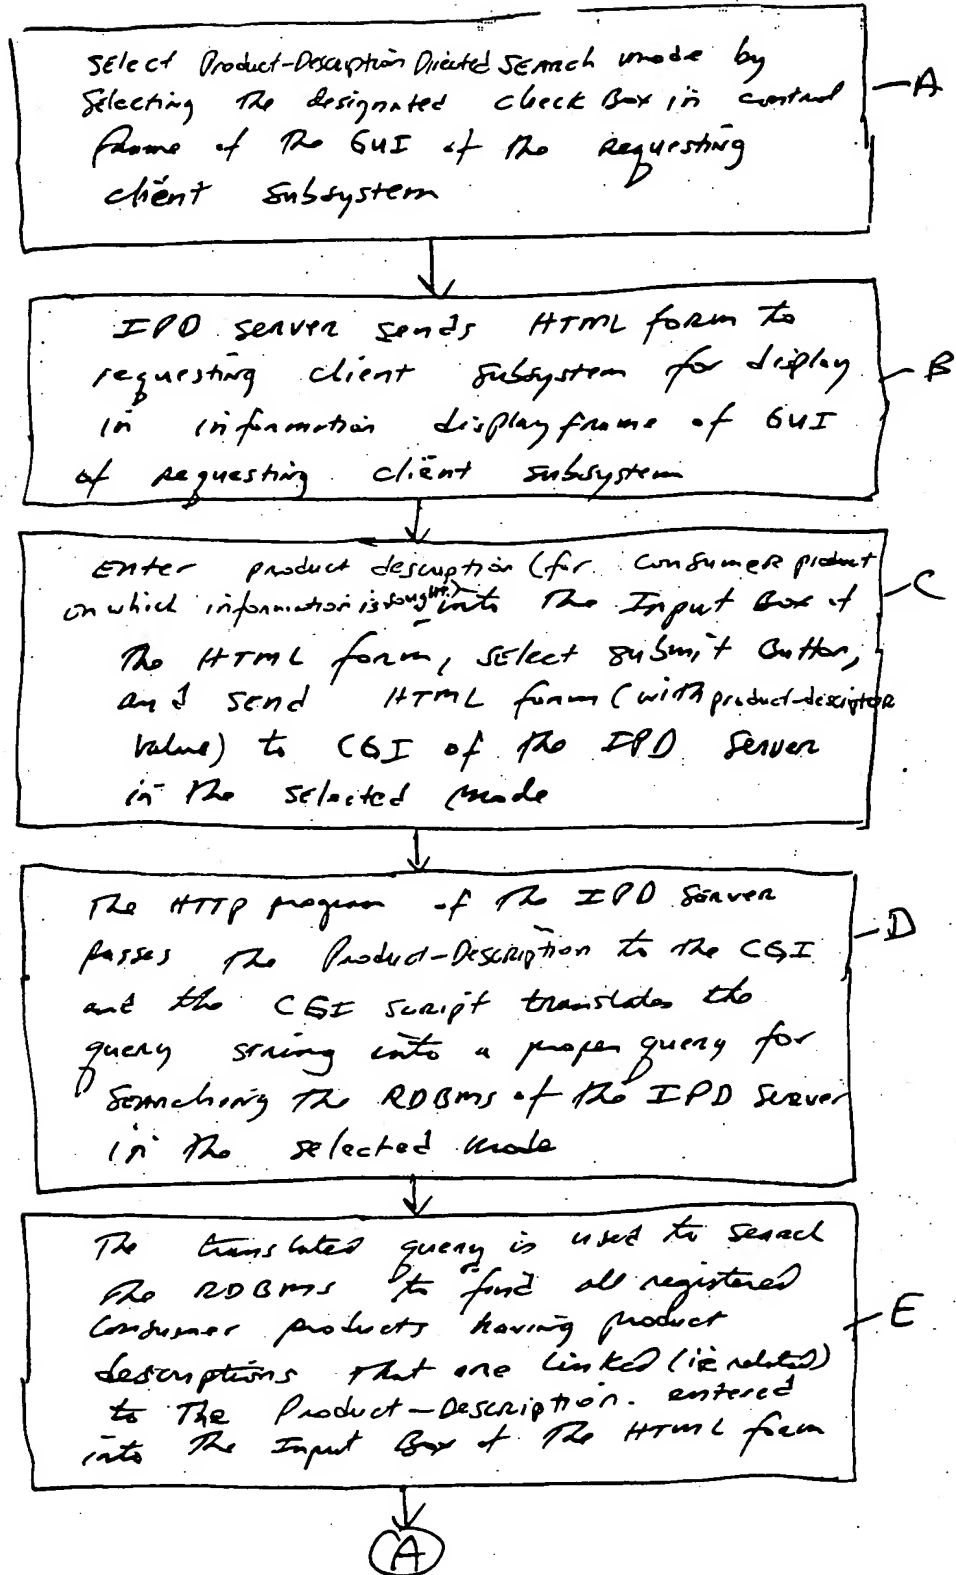 Select Product-Description Directed Search mode by
Selecting the designated check Box in control
frame of the GUI of the requesting
client subsystem
A
IPD server sends HTML form to
requesting client subsystem for display
in information display frame of GUI
of requesting client subsystem
B
Enter product description (for consumer product
on which information is sought) into the Input Box of
the HTML form, select submit Button,
and send HTML form (with product-descriptor
value) to CGI of the IPD Server
in the selected mode
C
The HTTP program of the IPD Server
passes the Product-Description to the CGI
and the CGI script translates the
query string into a proper query for
Searching the RDBMS of the IPD Server
in the selected mode
D
The translated query is used to search
the RDBMS to find all registered
consumer products having product
descriptions that are linked (ie related)
to the Product-Description. entered
into the Input Box of the HTML form
E
A